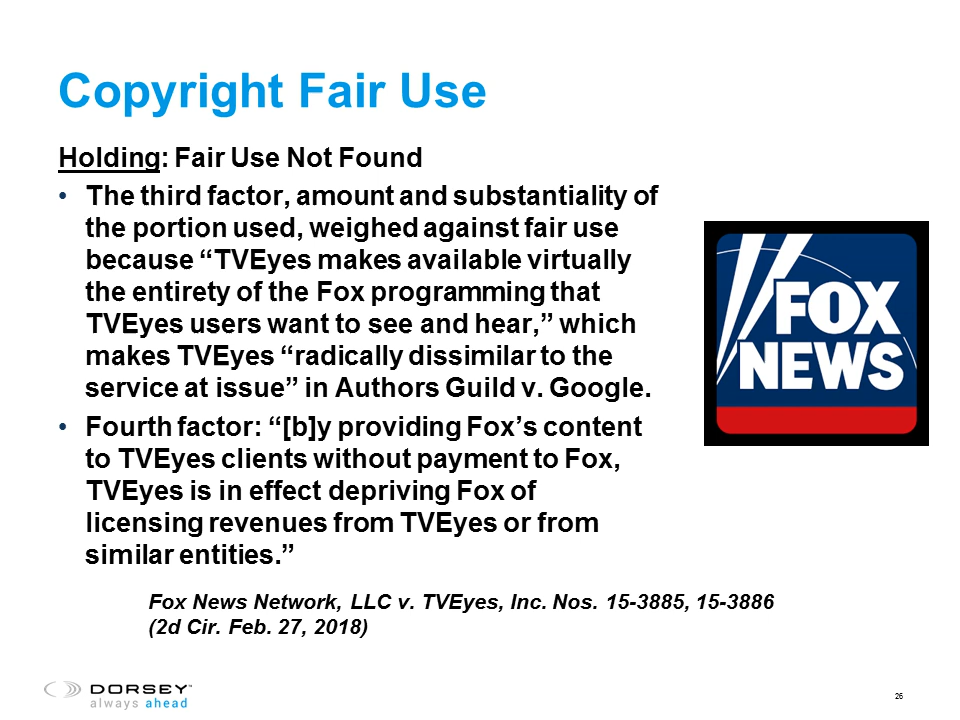 Copyright Fair Use
Holding: Fair Use Not Found
• The third factor, amount and substantiality of
the portion used, weighed against fair use
because “TVEyes makes available virtually
the entirety of the Fox programming that
TVEyes users want to see and hear,” which
makes TVEyes “radically dissimilar to the
service at issue” in Authors Guild v. Google.
• Fourth factor: “[b]y providing Fox’s content
to TVEyes clients without payment to Fox,
TVEyes is in effect depriving Fox of
licensing revenues from TVEyes or from
similar entities.”
FOX
NEWS
Fox News Network, LLC v. TVEyes, Inc. Nos. 15-3885, 15-3886
(2d Cir. Feb. 27, 2018)
DORSEY™
always ahead
26